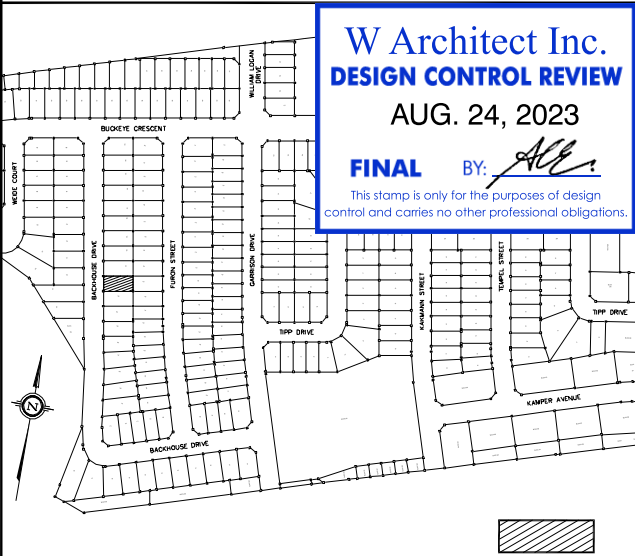 W Architect Inc.
DESIGN CONTROL REVIEW
AUG. 24, 2023
FINAL BY:
This stamp is only for the purposes of design
control and carries no other professional obligations.
WILLIAM LOGAN
DRIVE
BUCKEYE CRESCENT
WEIDE COURT
BACKHOUSE DRIVE
FURON STREET
GARRISON DRIVE
KAKMANN STREET
TEMPEL STREET
TIPP DRIVE
TIPP DRIVE
KAMPER AVENUE
BACKHOUSE DRIVE
N